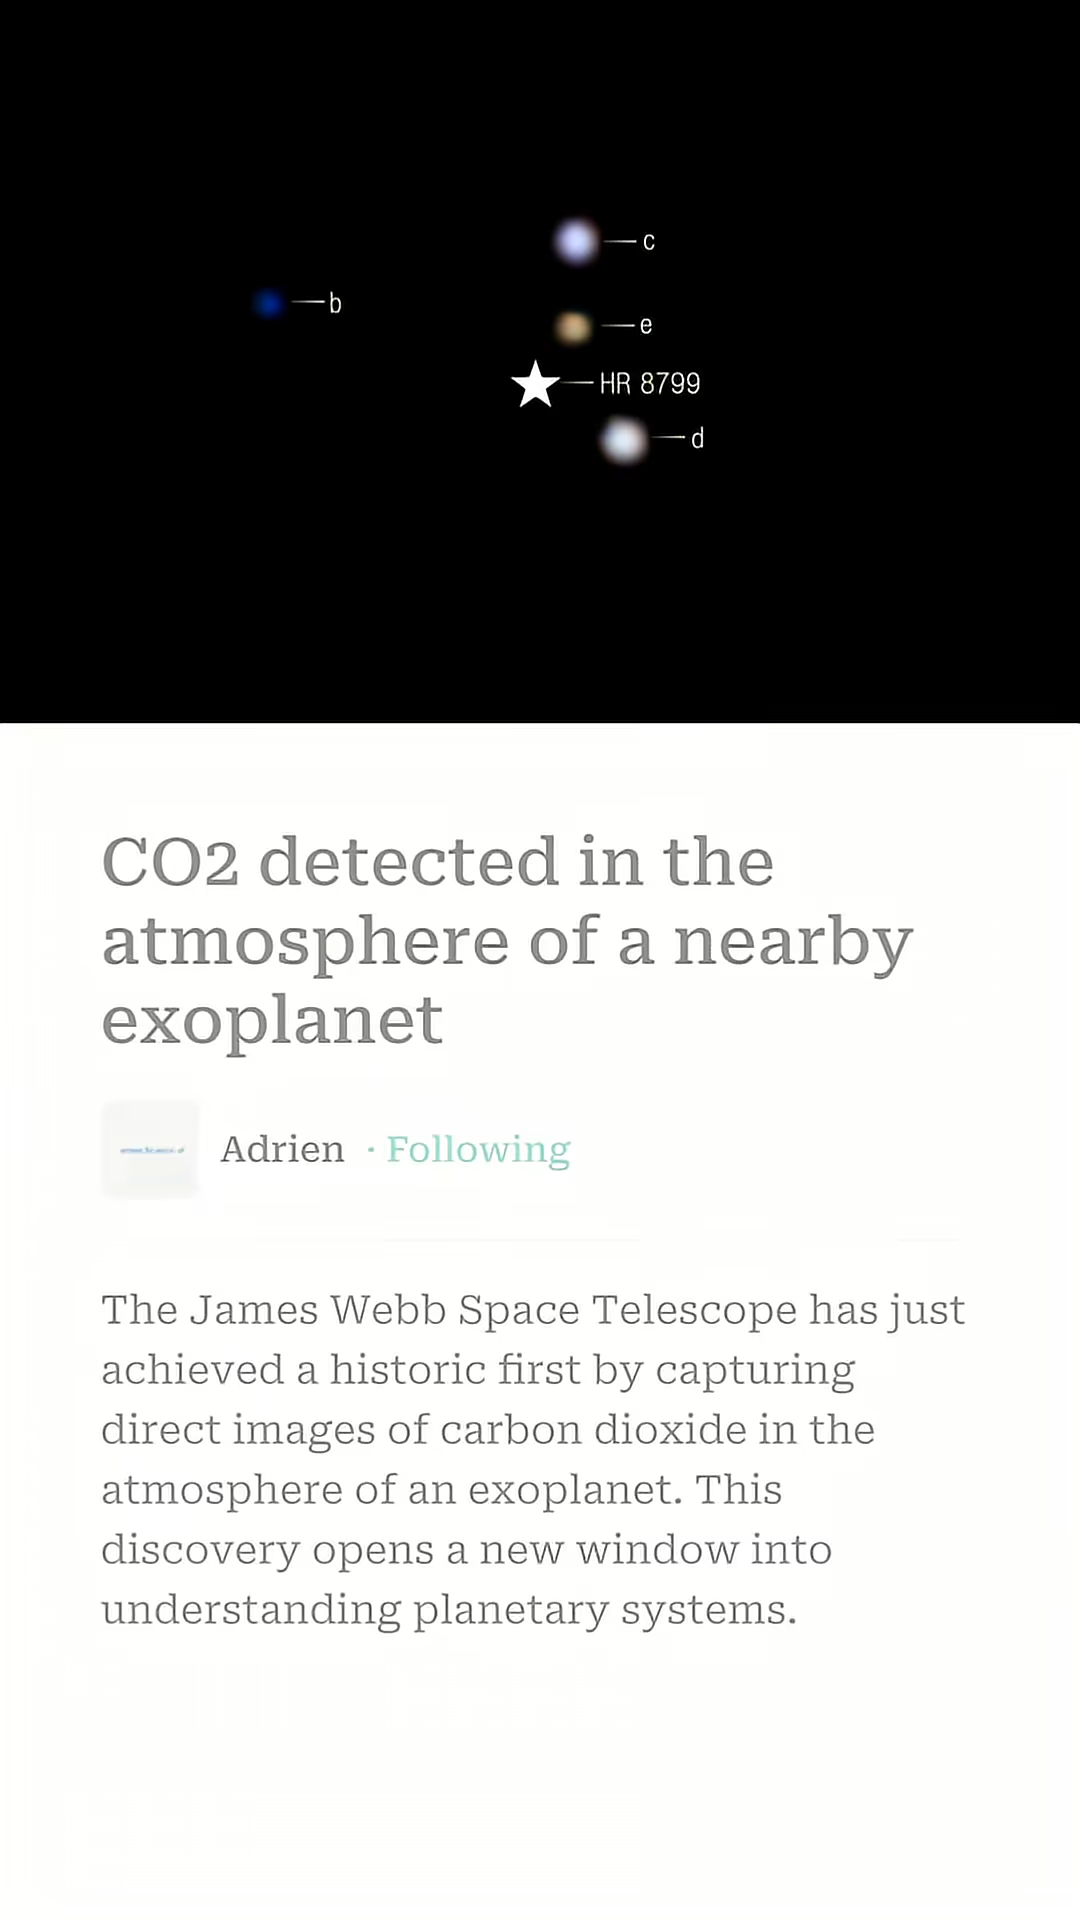 c
b
e
HR 8799
d
CO2 detected in the
atmosphere of a nearby
exoplanet
Adrien · Following
The James Webb Space Telescope has just
achieved a historic first by capturing
direct images of carbon dioxide in the
atmosphere of an exoplanet. This
discovery opens a new window into
understanding planetary systems.